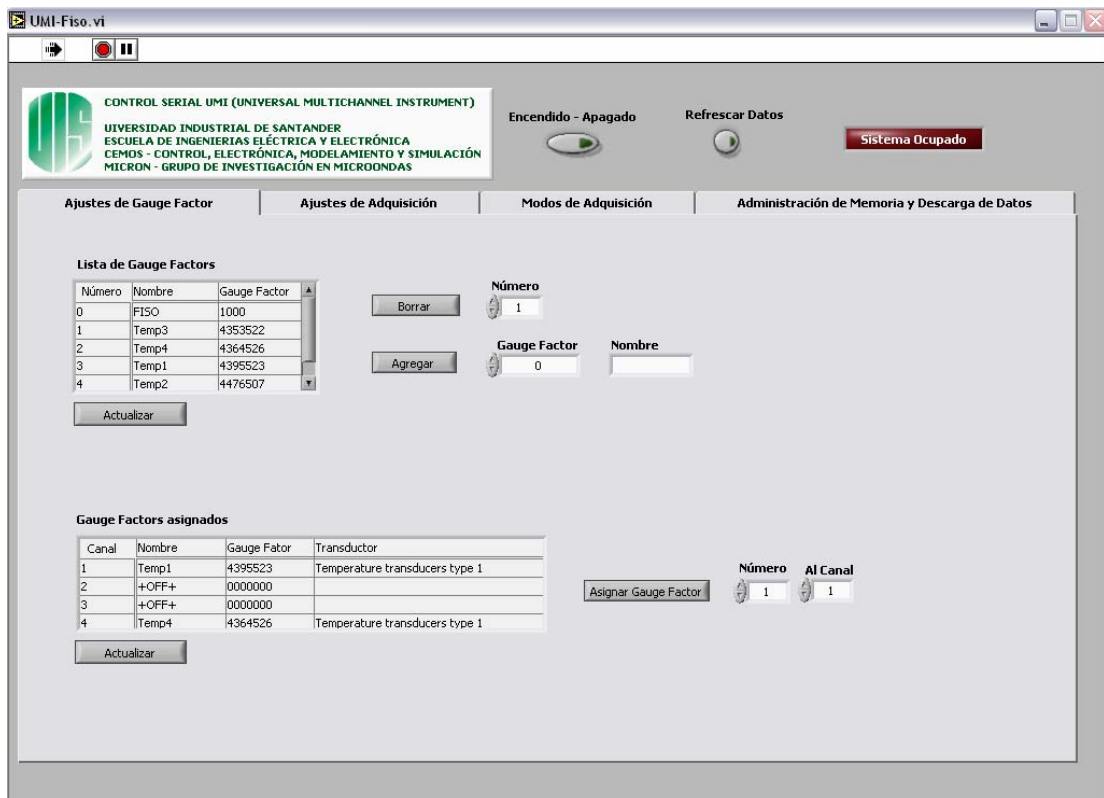 UMI-Fiso.vi
CONTROL SERIAL UMI (UNIVERSAL MULTICHANNEL INSTRUMENT)
UIVERSIDAD INDUSTRIAL DE SANTANDER
ESCUELA DE INGENIERIAS ELÉCTRICA Y ELECTRÓNICA
CEMOS - CONTROL, ELECTRÓNICA, MODELAMIENTO Y SIMULACIÓN
MICRON - GRUPO DE INVESTIGACIÓN EN MICROONDAS
UIS
Encendido - Apagado
Refrescar Datos
Sistema Ocupado
Ajustes de Gauge Factor
Ajustes de Adquisición
Modos de Adquisición
Administración de Memoria y Descarga de Datos
Lista de Gauge Factors
Número Nombre Gauge Factor
0 FISO 1000
1 Temp3 4353522
2 Temp4 4364526
3 Temp1 4395523
4 Temp2 4476507
Actualizar
Borrar
Número
1
Agregar
Gauge Factor
0
Nombre
Gauge Factors asignados
Canal Nombre Gauge Fator Transductor
1 Temp1 4395523 Temperature transducers type 1
2 +OFF+ 0000000
3 +OFF+ 0000000
4 Temp4 4364526 Temperature transducers type 1
Actualizar
Asignar Gauge Factor
Número
1
Al Canal
1